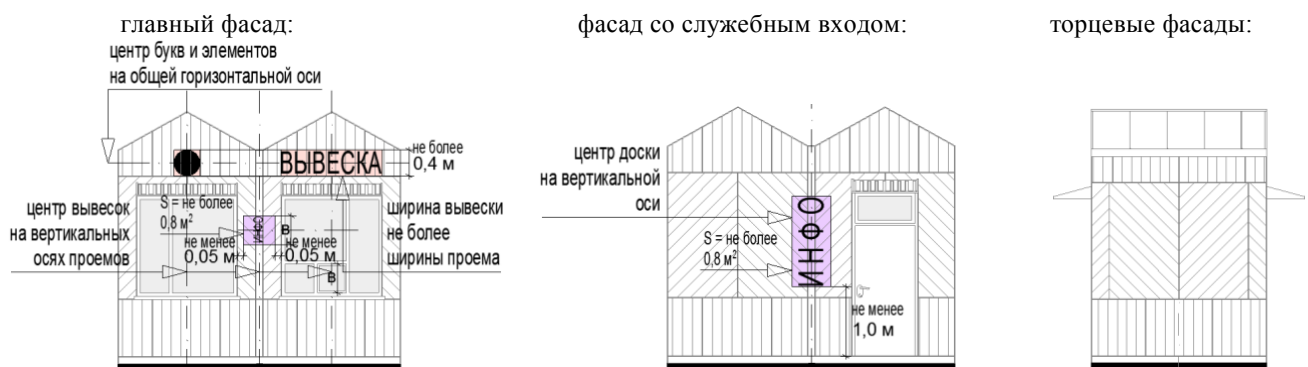 главный фасад:
фасад со служебным входом:
торцевые фасады:
центр букв и элементов
на общей горизонтальной оси
ВЫВЕСКА
не более
0,4 м
центр вывесок
на вертикальных
осях проемов
S = не более
0,8 м²
ИНФО
В
не менее
0,05 м
не менее
0,05 м
В
ширина вывески
не более
ширины проема
центр доски
на вертикальной
оси
S = не более
0,8 м²
ИНФО
не менее
1,0 м